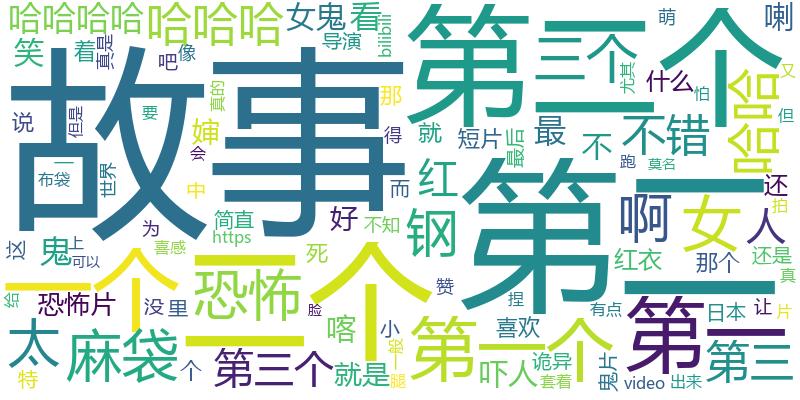 哈哈哈哈
哈哈哈
女鬼
看
bilibili
第二个
萌
喇
笑
着
真是
吧
像
导演
三个
尤其
什么
又
怕
真的
那
故事
说
但是
要
婶
会
得
就
短片
最后
最
不
不错
哈哈
但
跑
莫名
一
布袋
世界
中
而
红
钢
第一
啊
女
人
还
拍
为
好
不知
简直
https
这
鬼
上
可以
喜感
死
红衣
那个
还是
真
给
一个
恐怖
一个
赞
捏
有点
日本
让
片
恐怖片
没
里
脸
喀
小
一般
第一个
喜欢
第一
第三
太
麻袋
特
个
第三个
就是
腿
吓人
诡异
套着
鬼片
video
出来
二